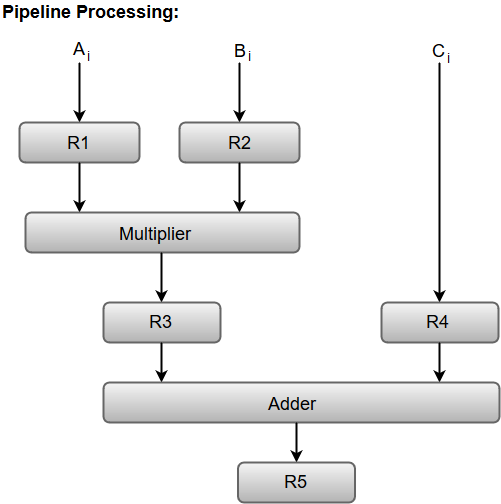 Pipeline Processing:
Ai Bi Ci
R1 R2
Multiplier
R3 R4
Adder
R5